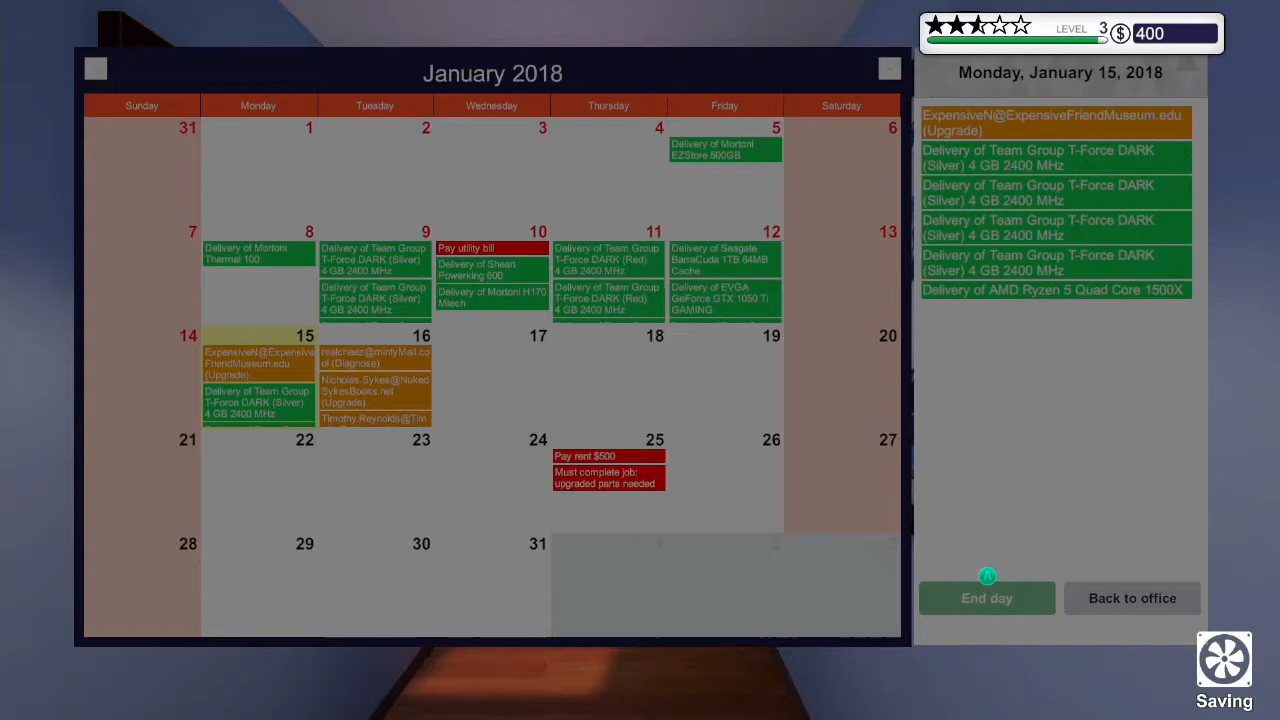 LEVEL 3 $ 400
January 2018
Monday, January 15, 2018
Sunday Monday Tuesday Wednesday Thursday Friday Saturday
31 1 2 3 4 5 6
Delivery of Mortoni
EZStore 500GB
7 8 9 10 11 12 13
Delivery of Mortoni
Thermal 100
Delivery of Team Group
T-Force DARK (Silver)
4 GB 2400 MHz
Delivery of Team Group
T-Force DARK (Silver)
4 GB 2400 MHz
Pay utility bill
Delivery of Shean
Powerking 600
Delivery of Mortoni H170
Mtech
Delivery of Team Group
T-Force DARK (Red)
4 GB 2400 MHz
Delivery of Team Group
T-Force DARK (Red)
4 GB 2400 MHz
Delivery of Seagate
BarraCuda 1TB 64MB
Cache
Delivery of EVGA
GeForce GTX 1050 Ti
GAMING
14 15 16 17 18 19 20
ExpensiveN@Expensive
FriendMuseum.edu
(Upgrade)
Delivery of Team Group
T-Force DARK (Silver)
4 GB 2400 MHz
realcheez@mintyMail.co
ol (Diagnose)
Nicholas.Sykes@Nuked
SykesBooks.net
(Upgrade)
Timothy.Reynolds@Tim
21 22 23 24 25 26 27
Pay rent $500
Must complete job:
upgraded parts needed
28 29 30 31 1 2 3
ExpensiveN@ExpensiveFriendMuseum.edu
(Upgrade)
Delivery of Team Group T-Force DARK
(Silver) 4 GB 2400 MHz
Delivery of Team Group T-Force DARK
(Silver) 4 GB 2400 MHz
Delivery of Team Group T-Force DARK
(Silver) 4 GB 2400 MHz
Delivery of Team Group T-Force DARK
(Silver) 4 GB 2400 MHz
Delivery of AMD Ryzen 5 Quad Core 1500X
A
End day
Back to office
Saving